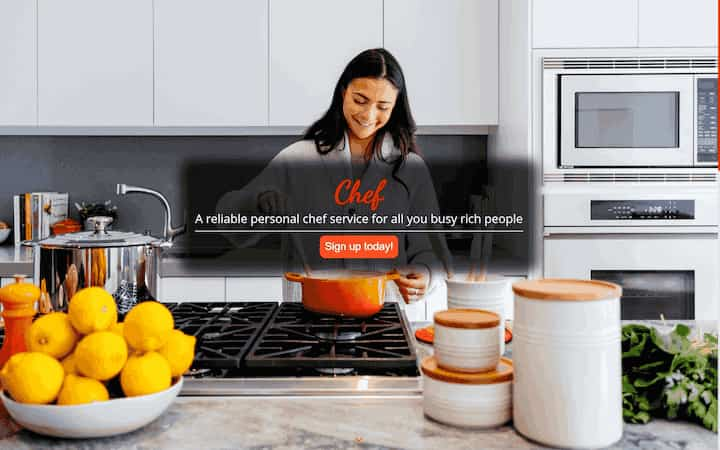 Chef
A reliable personal chef service for all you busy rich people
Sign up today!